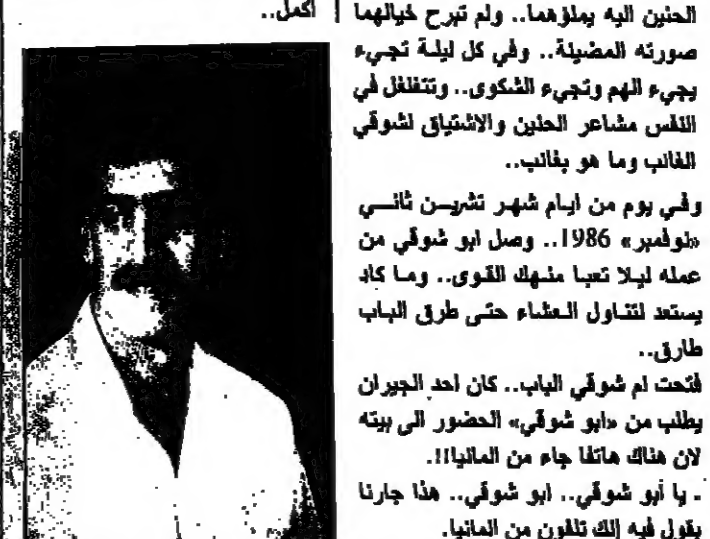 الحنين اليه يملؤهما.. ولم تبرح خيالهما
صورته المضيئة.. وفي كل ليلة تجيء
يجيء الهم وتجيء الشكوى.. وتتغلغل في
النفس مشاعر الحنين والاشتياق لشوقي
الغائب وما هو بغائب..
وفي يوم من ايام شهر تشرين ثاني
«نوفمبر» 1986.. وصل ابو شوقي من
عمله ليلا تعبا منهك القوى.. وما كاد
يستعد لتناول العشاء حتى طرق الباب
طارق..
فتحت ام شوقي الباب.. كان احد الجيران
يطلب من «ابو شوقي» الحضور الى بيته
لان هناك هاتفا جاء من المانيا!!.
- يا أبو شوقي.. ابو شوقي.. هذا جارنا
بقول فيه إلك تلفون من المانيا.
اكمل..